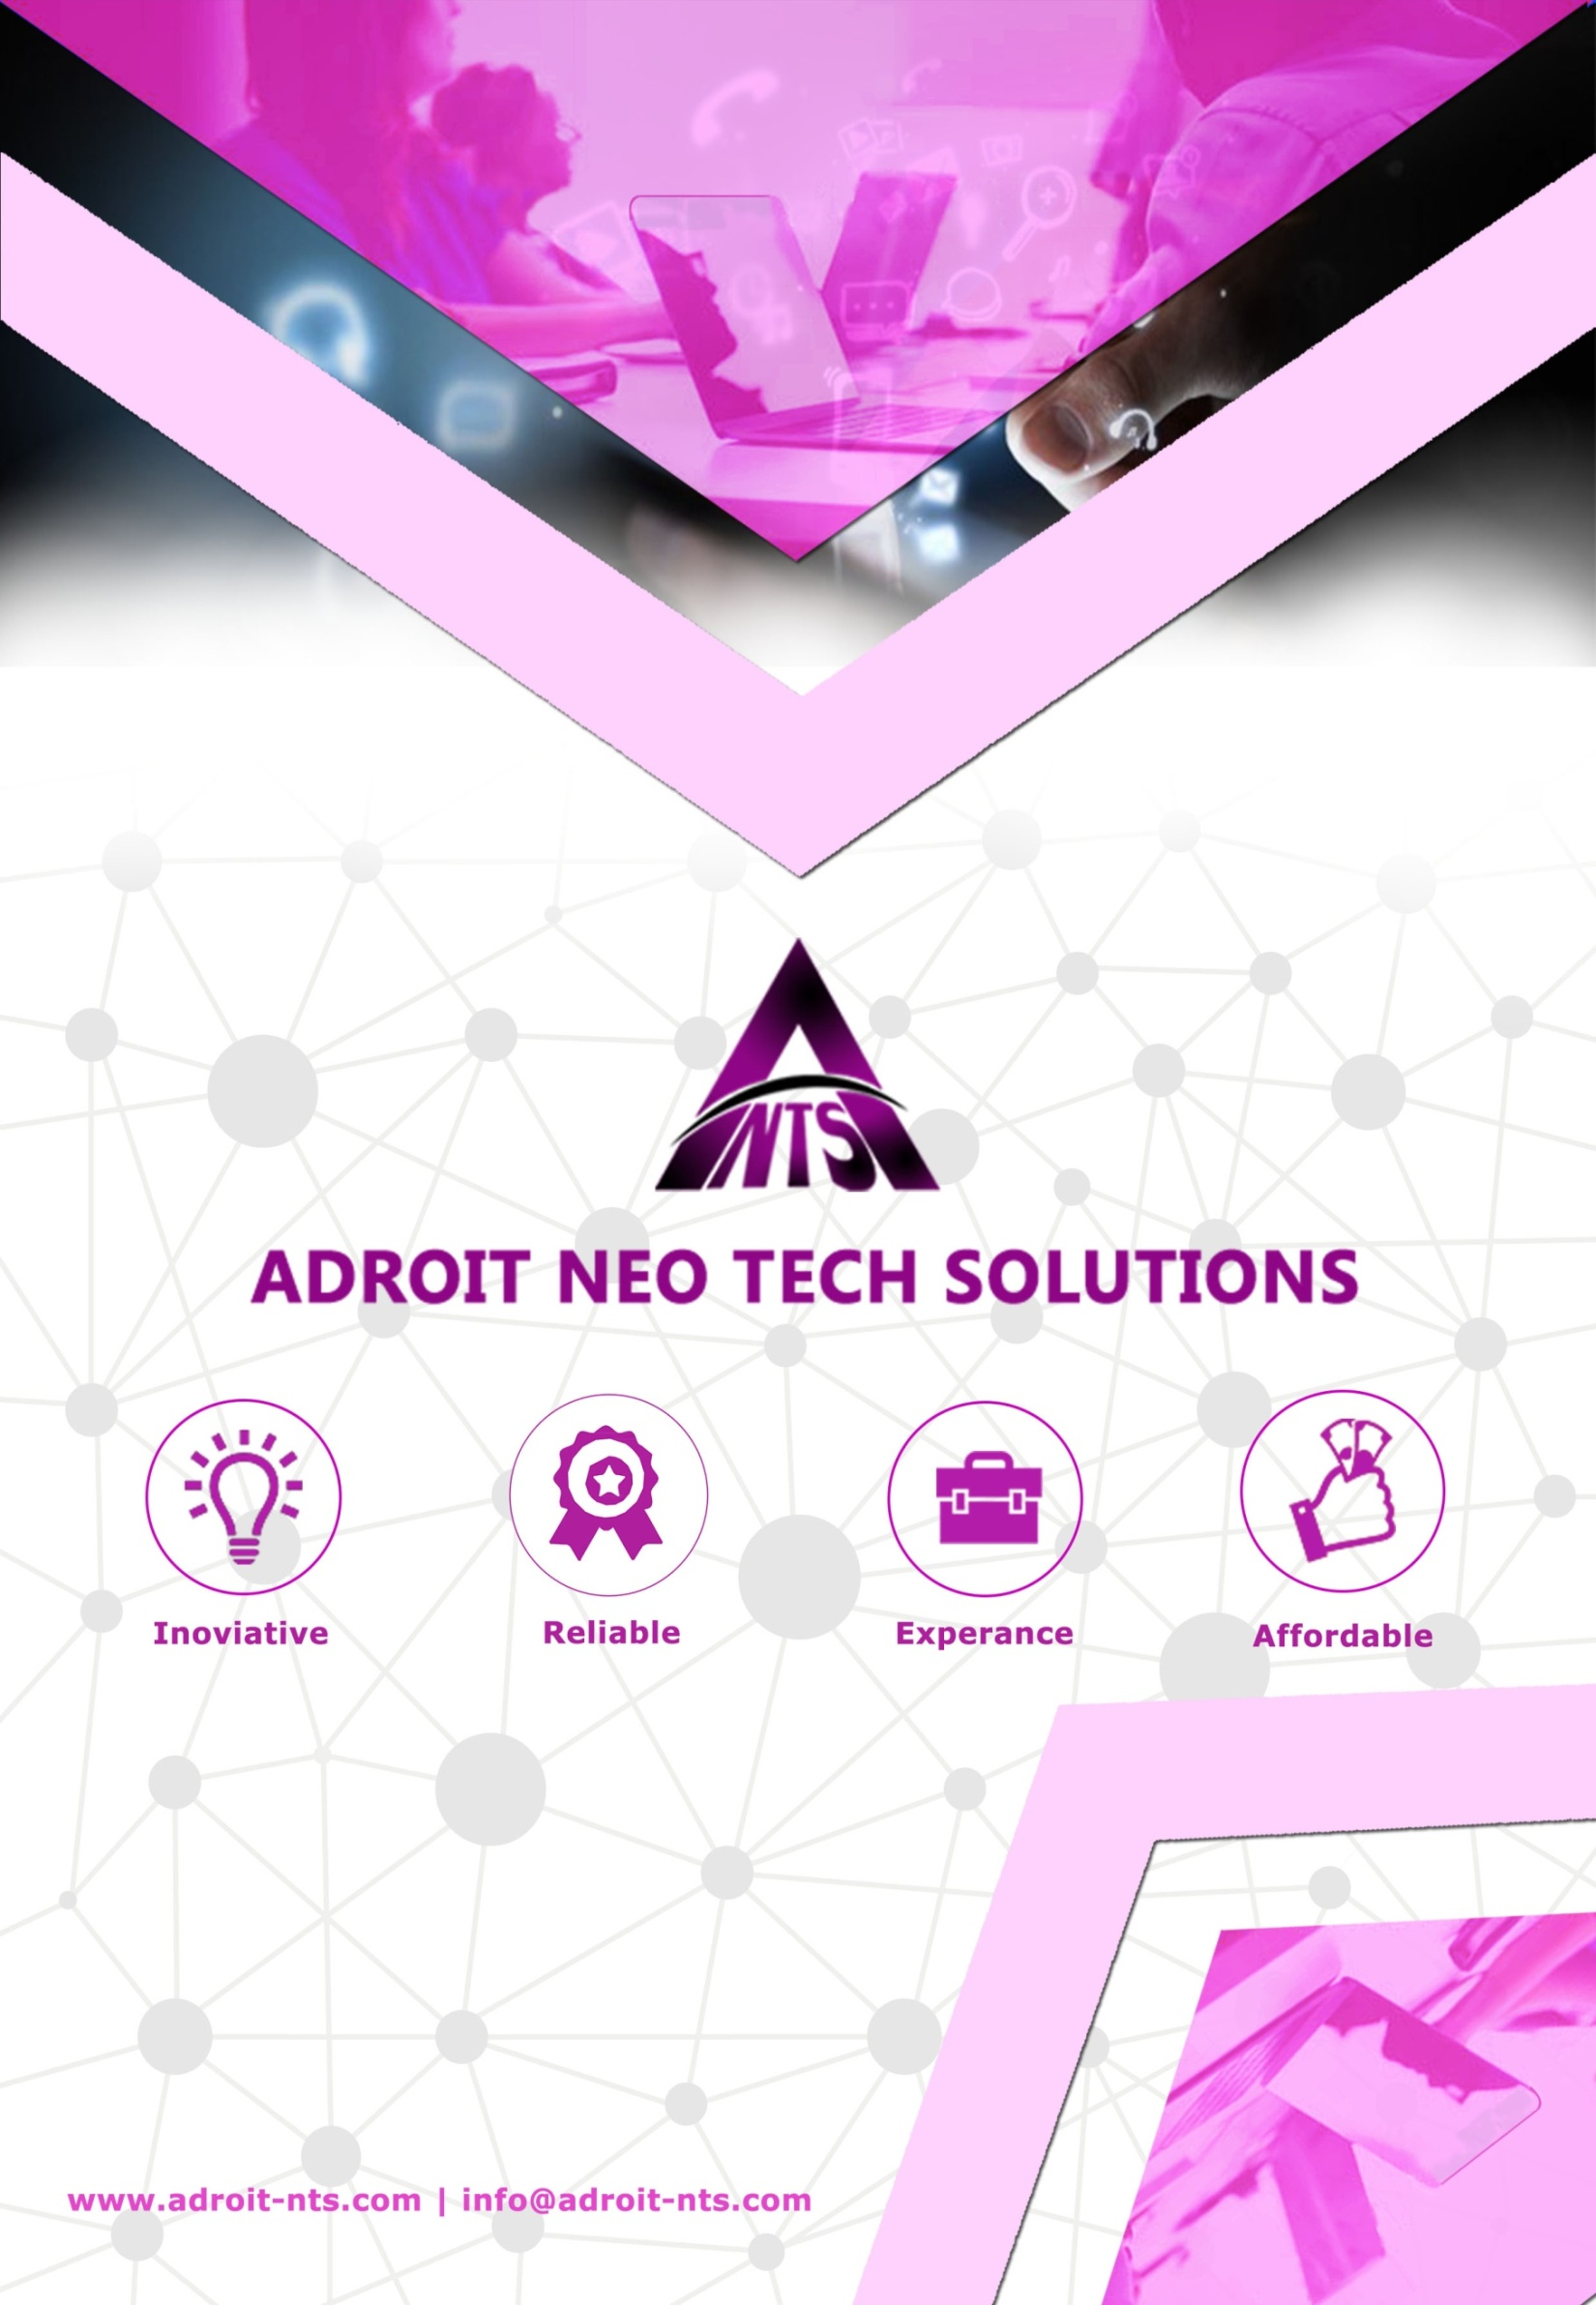 NTS
ADROIT NEO TECH SOLUTIONS
Inoviative
Reliable
Experance
Affordable
www.adroit-nts.com | info@adroit-nts.com